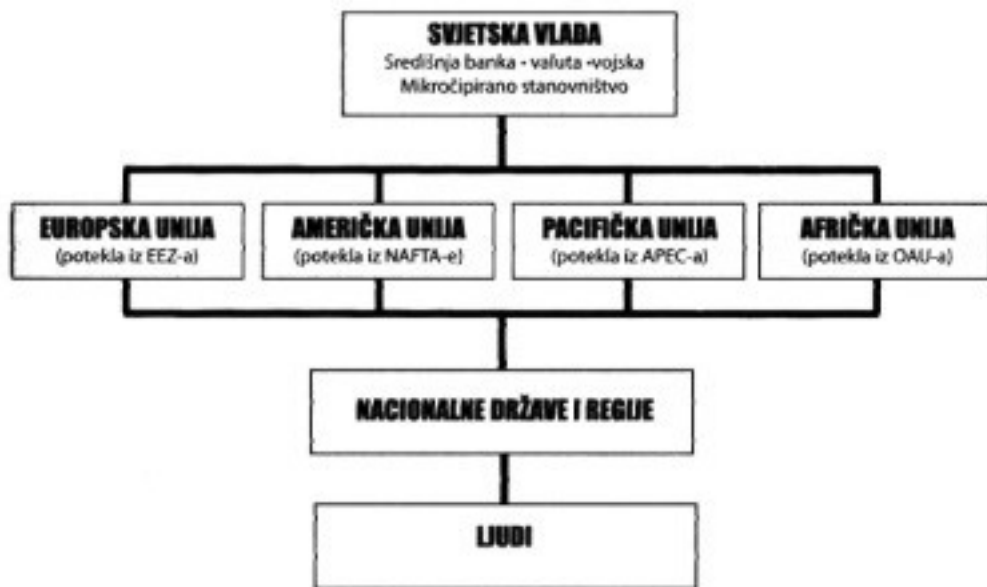 SVJETSKA VLADA
Središnja banka - valuta -vojska
Mikročipirano stanovništvo
EUROPSKA UNIJA
(potekla iz EEZ-a)
AMERIČKA UNIJA
(potekla iz NAFTA-e)
PACIFIČKA UNIJA
(potekla iz APEC-a)
AFRIČKA UNIJA
(potekla iz OAU-a)
NACIONALNE DRŽAVE I REGIJE
LJUDI